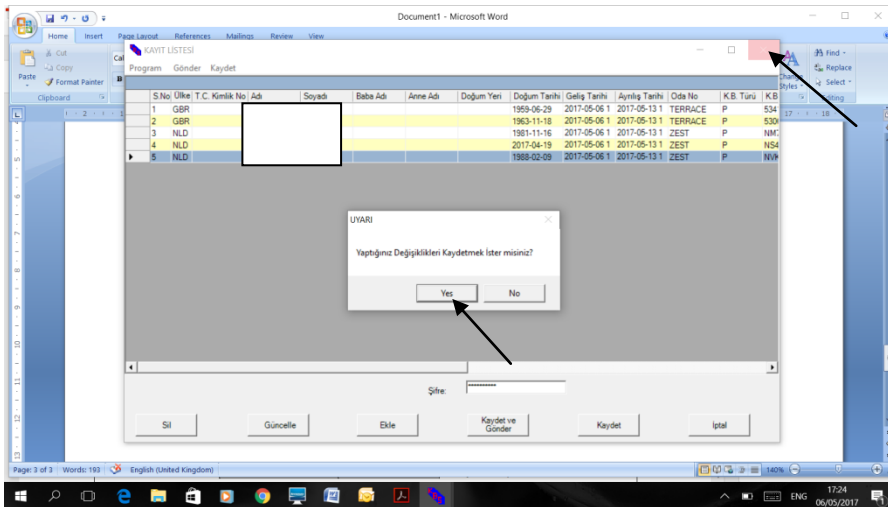 Document1 - Microsoft Word
Home Insert Page Layout References Mailings Review View
Cut
Copy
Paste
Format Painter
Clipboard
Cal
B
Find
Replace
Select
Change
Styles
Editing
KAYIT LİSTESİ
Program Gönder Kaydet
S.No Ülke T.C. Kimlik No Adı Soyadı Baba Adı Anne Adı Doğum Yeri Doğum Tarihi Geliş Tarihi Ayrılış Tarihi Oda No K.B. Türü K.B
1 GBR 1959-06-29 2017-05-06 1 2017-05-13 1 TERRACE P 534
2 GBR 1963-11-18 2017-05-06 1 2017-05-13 1 TERRACE P 530
3 NLD 1981-11-16 2017-05-06 1 2017-05-13 1 ZEST P
4 NLD 2017-04-19 2017-05-06 1 2017-05-13 1 ZEST P NS4
5 NLD 1988-02-09 2017-05-06 1 2017-05-13 1 ZEST P
UYARI
Yaptığınız Değişiklikleri Kaydetmek İster misiniz?
Yes No
Şifre: **********
Sil Güncelle Ekle Kaydet ve Gönder Kaydet İptal
Page: 3 of 3 Words: 193 English (United Kingdom) 140%
ENG 17:24
06/05/2017